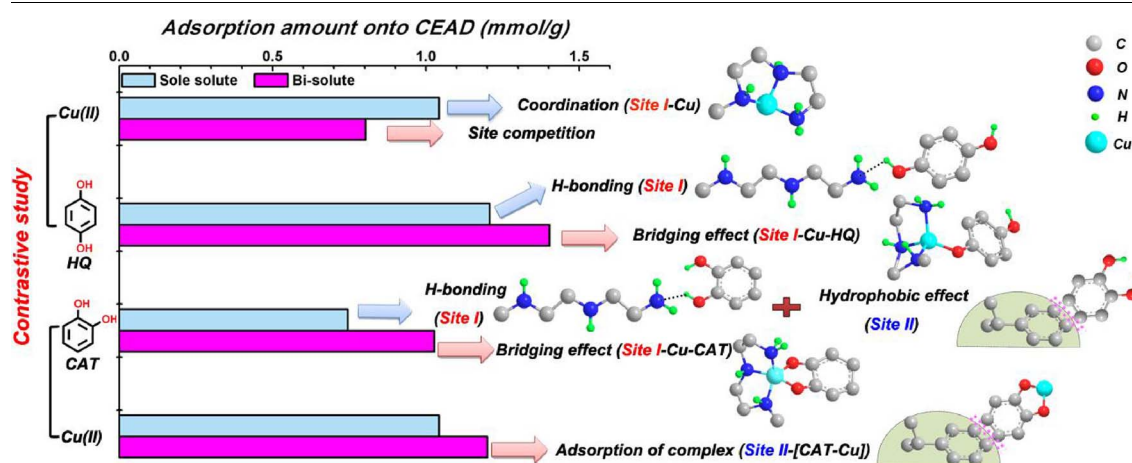 Adsorption amount onto CEAD (mmol/g)
0.0 0.5 1.0 1.5
Sole solute Bi-solute
Contrastive study
Cu(II)
Coordination (Site I-Cu)
Site competition
OH
OH
HQ
H-bonding (Site I)
Bridging effect (Site I-Cu-HQ)
OH
OH
CAT
H-bonding
(Site I)
Hydrophobic effect
(Site II)
Bridging effect (Site I-Cu-CAT)
Cu(II)
Adsorption of complex (Site II-[CAT-Cu])
C
O
N
H
Cu